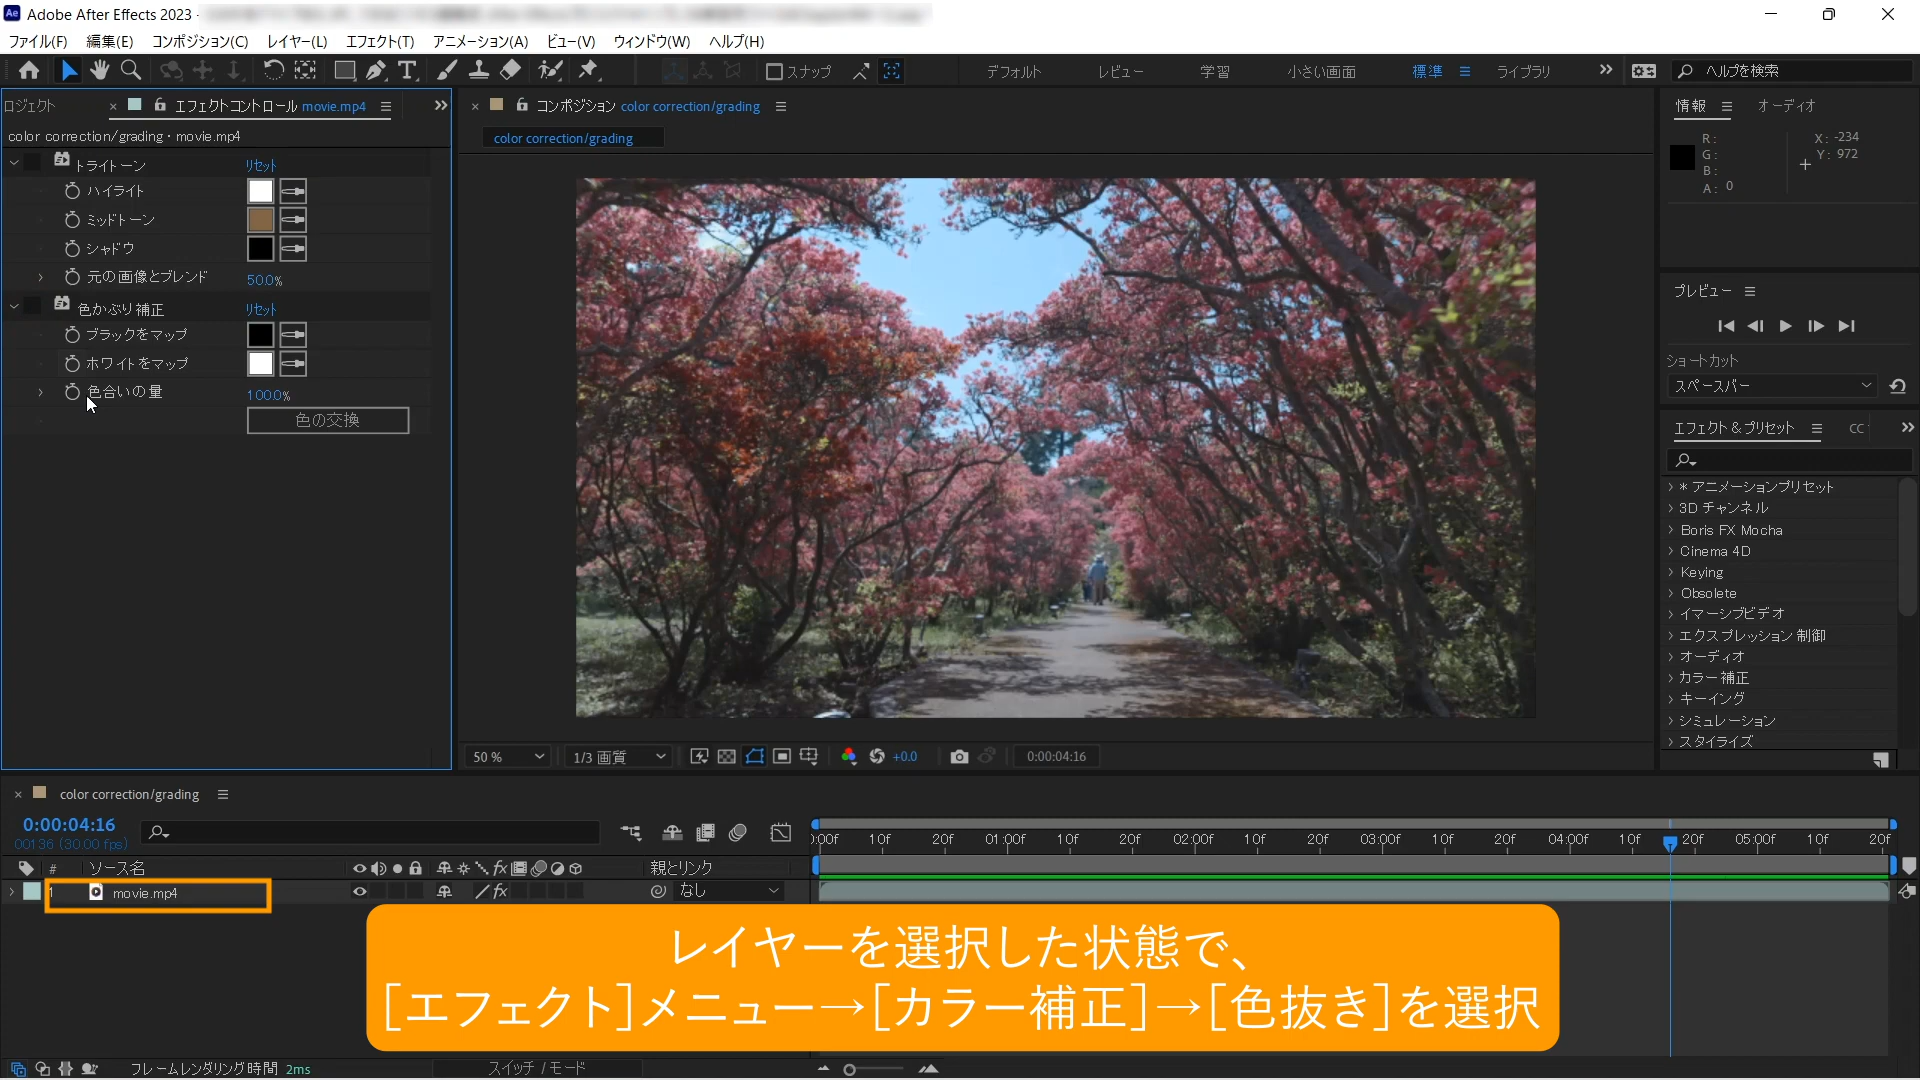 Adobe After Effects 2023 -
ファイル(F) 編集(E) コンポジション(C) レイヤー(L) エフェクト(T) アニメーション(A) ビュー(V) ウィンドウ(W) ヘルプ(H)
スナップ デフォルト レビュー 学習 小さい画面 標準 ライブラリ ヘルプを検索
ロジェクト エフェクトコントロール movie.mp4
color correction/grading・movie.mp4
トライトーン リセット
ハイライト
ミッドトーン
シャドウ
元の画像とブレンド 50.0%
色かぶり補正 リセット
ブラックをマップ
ホワイトをマップ
色合いの量 100.0%
色の交換
コンポジション color correction/grading
color correction/grading
50 % 1/3 画質 +0.0 0:00:04:16
情報 オーディオ
R :
G :
B :
A : 0
X : -234
Y : 972
プレビュー
ショートカット
スペースバー
エフェクト＆プリセット CC
* アニメーションプリセット
3D チャンネル
Boris FX Mocha
Cinema 4D
Keying
Obsolete
イマーシブビデオ
エクスプレッション制御
オーディオ
カラー補正
キーイング
シミュレーション
スタイライズ
color correction/grading
0:00:04:16
00136 (30.00 fps)
:00f 10f 20f 01:00f 10f 20f 02:00f 10f 20f 03:00f 10f 20f 04:00f 10f 20f 05:00f 10f 20f
# ソース名 親とリンク
1 movie.mp4 なし
レイヤーを選択した状態で、
[エフェクト]メニュー→[カラー補正]→[色抜き]を選択
フレームレンダリング時間 2ms スイッチ / モード